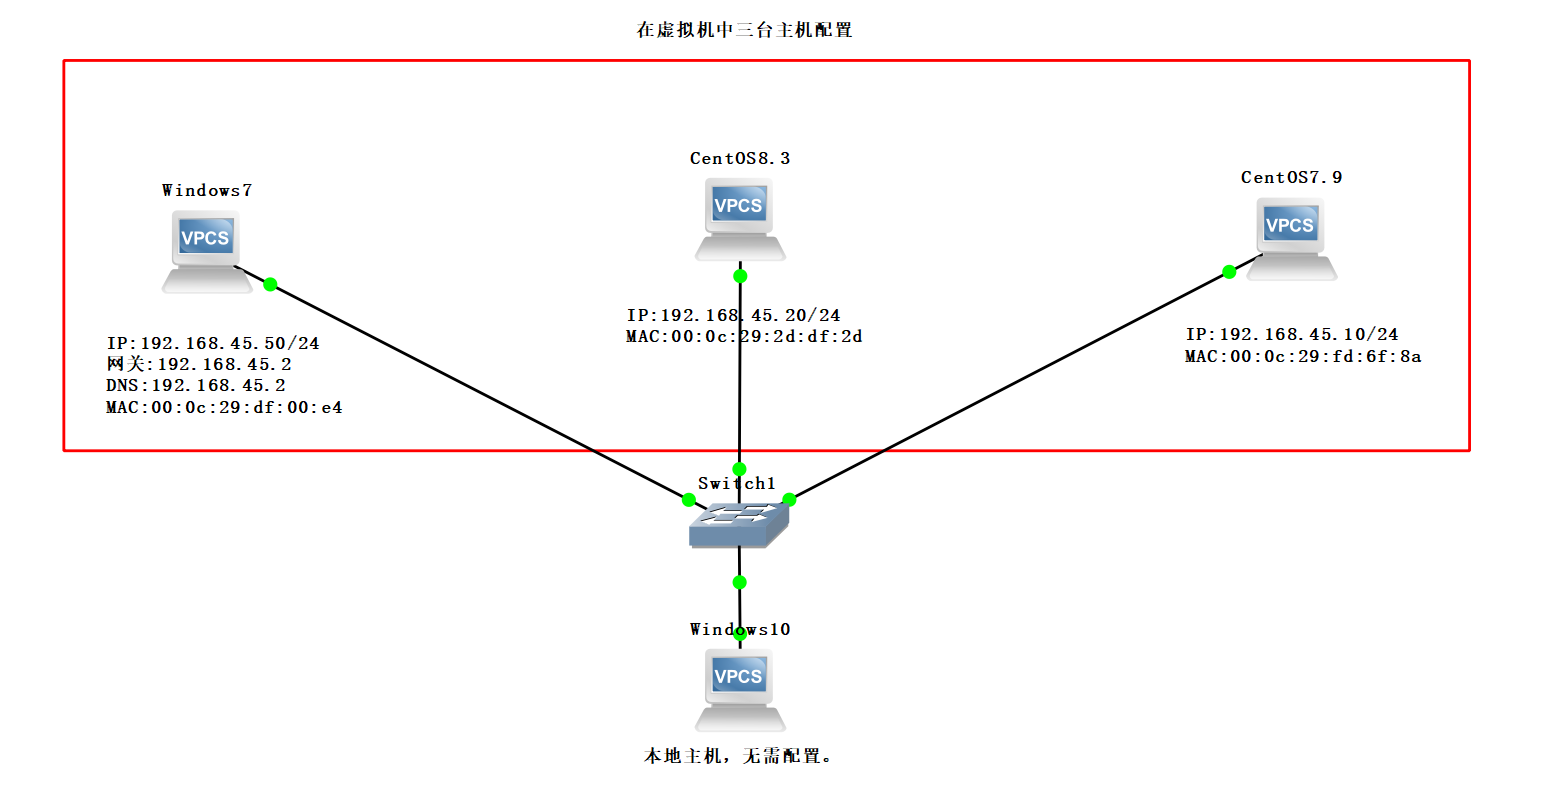 在虚拟机中三台主机配置
CentOS8.3
VPCS
CentOS7.9
VPCS
Windows7
VPCS
IP:192.168.45.20/24
MAC:00:0c:29:2d:df:2d
IP:192.168.45.10/24
MAC:00:0c:29:fd:6f:8a
IP:192.168.45.50/24
网关:192.168.45.2
DNS:192.168.45.2
MAC:00:0c:29:df:00:e4
Switch1
Windows10
VPCS
本地主机，无需配置。